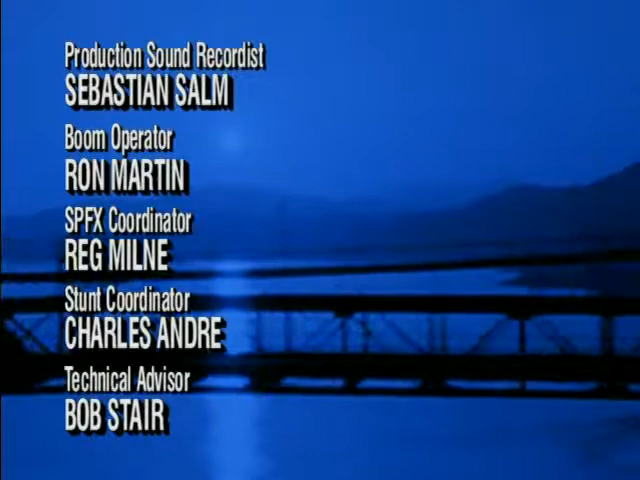 Production Sound Recordist
SEBASTIAN SALM
Boom Operator
RON MARTIN
SPFX Coordinator
REG MILNE
Stunt Coordinator
CHARLES ANDRE
Technical Advisor
BOB STAIR